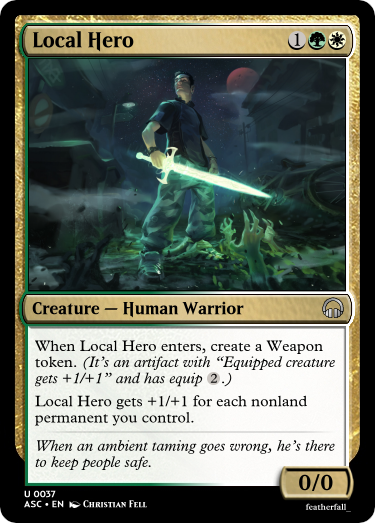 Local Hero 1
Creature — Human Warrior
When Local Hero enters, create a Weapon
token. (It's an artifact with “Equipped creature
gets +1/+1” and has equip 2.)
Local Hero gets +1/+1 for each nonland
permanent you control.
When an ambient taming goes wrong, he's there
to keep people safe.
0/0
U 0037
ASC • EN Christian Fell
featherfall_